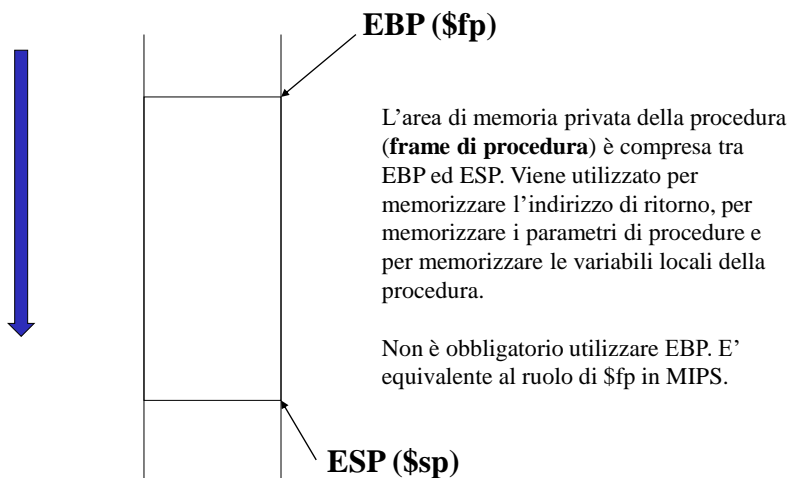 EBP ($fp)
L’area di memoria privata della procedura
(frame di procedura) è compresa tra
EBP ed ESP. Viene utilizzato per
memorizzare l’indirizzo di ritorno, per
memorizzare i parametri di procedure e
per memorizzare le variabili locali della
procedura.
Non è obbligatorio utilizzare EBP. E’
equivalente al ruolo di $fp in MIPS.
ESP ($sp)